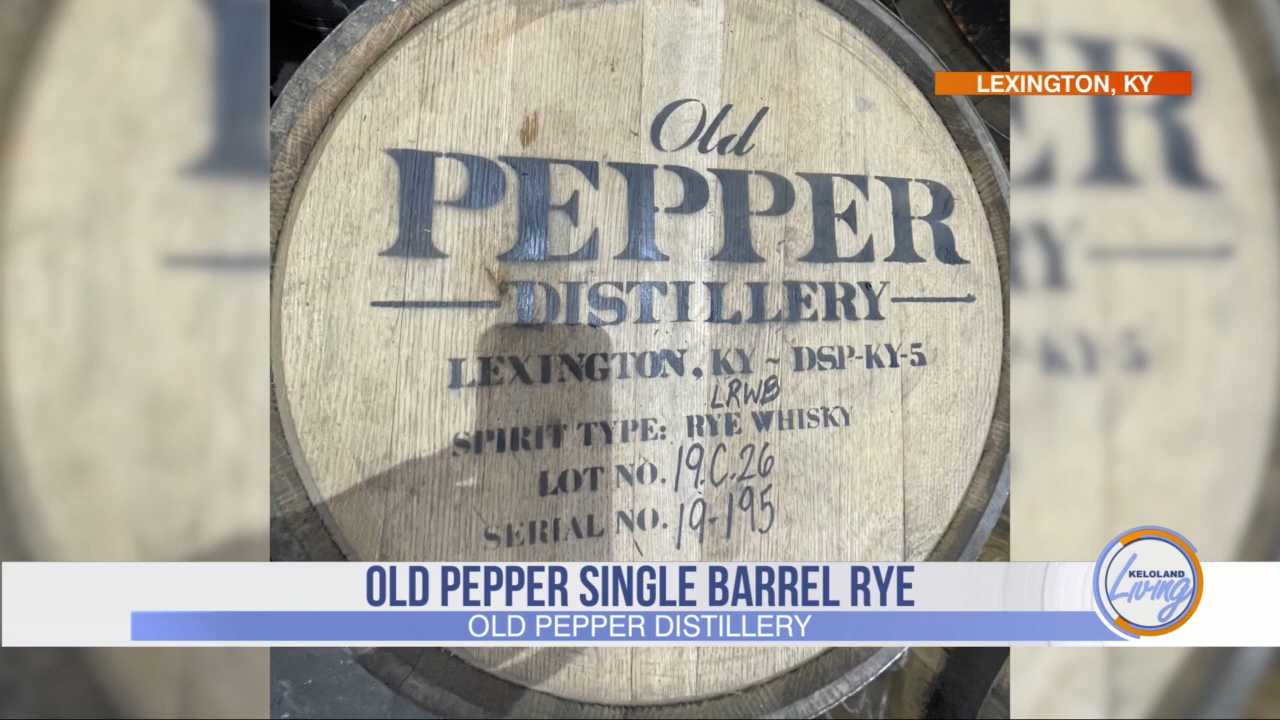 LEXINGTON, KY
Old
PEPPER
DISTILLERY
LEXINGTON, KY ~ DSP-KY-5
LRWB
SPIRIT TYPE: RYE WHISKY
LOT NO. 19.C.26
SERIAL NO. 19-195
OLD PEPPER SINGLE BARREL RYE
OLD PEPPER DISTILLERY
KELOLAND
Living